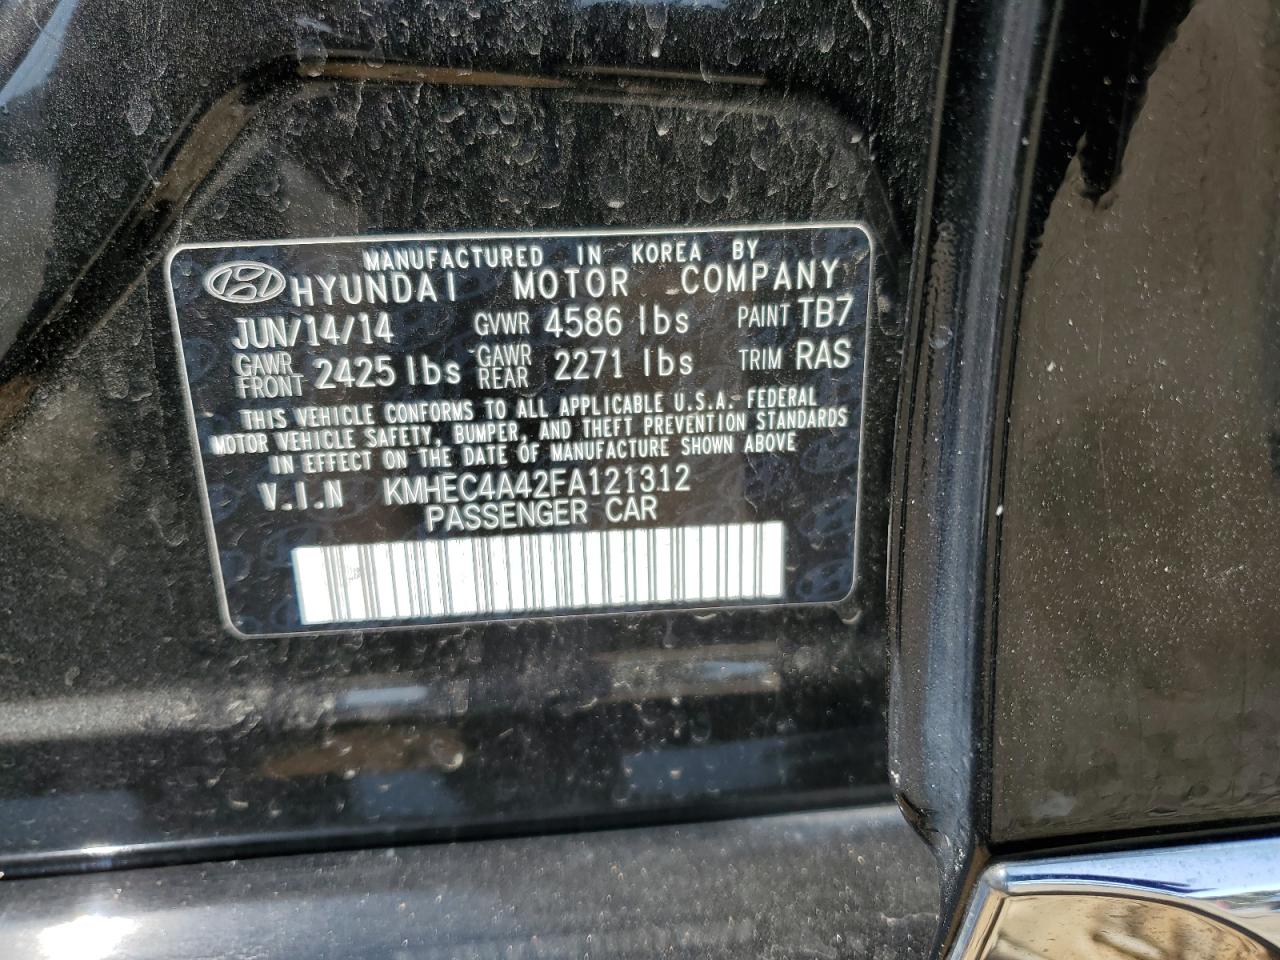 MANUFACTURED IN KOREA BY
HYUNDAI MOTOR COMPANY
JUN/14/14 GVWR 4586 lbs PAINT TB7
GAWR FRONT 2425 lbs GAWR REAR 2271 lbs TRIM RAS
THIS VEHICLE CONFORMS TO ALL APPLICABLE U.S.A. FEDERAL
MOTOR VEHICLE SAFETY, BUMPER, AND THEFT PREVENTION STANDARDS
IN EFFECT ON THE DATE OF MANUFACTURE SHOWN ABOVE
V.I.N KMHEC4A42FA121312
PASSENGER CAR